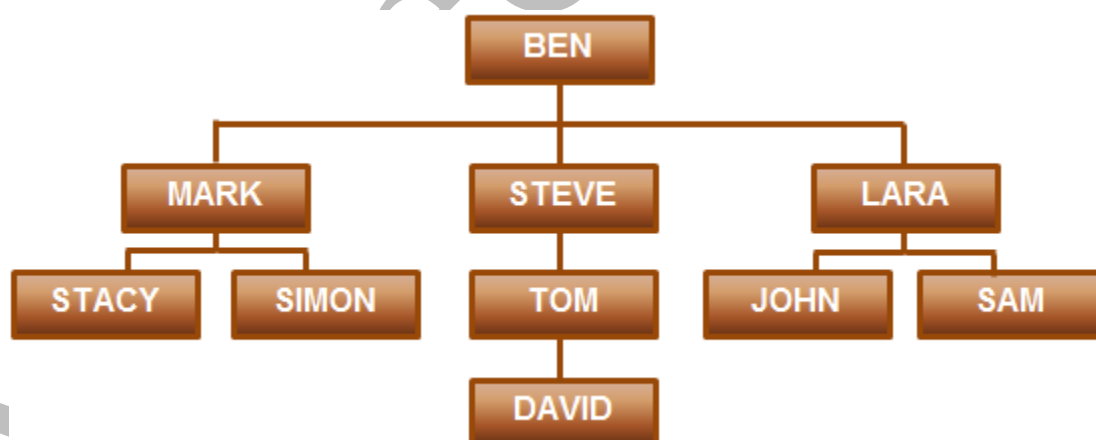 BEN
MARK STEVE LARA
STACY SIMON TOM JOHN SAM
DAVID